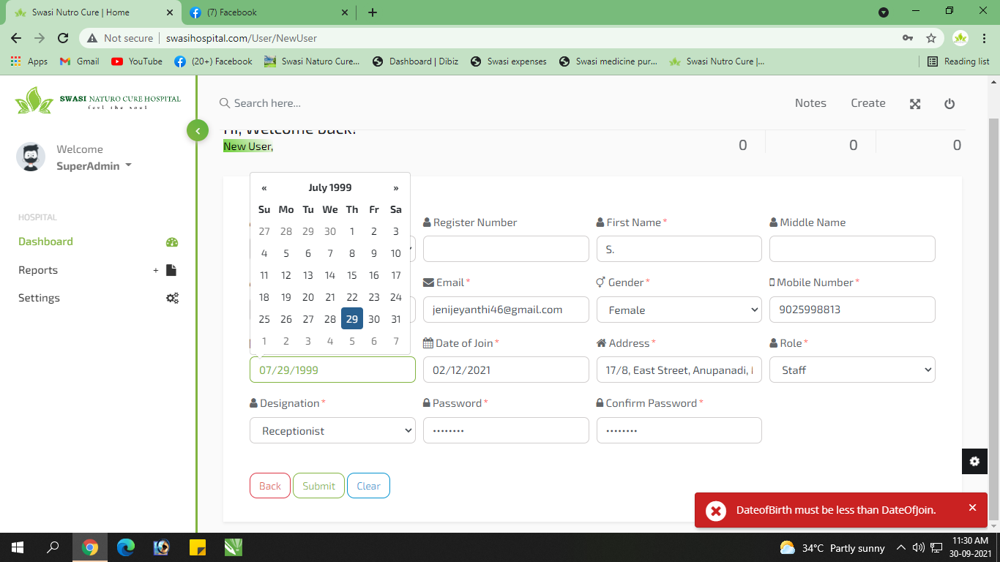 Swasi Nutro Cure | Home
(7) Facebook
Not secure
swasihospital.com/User/NewUser
Apps
Gmail
YouTube
(20+) Facebook
Swasi Naturo Cure...
Dashboard | Dibiz
Swasi expenses
Swasi medicine pur...
Swasi Nutro Cure |...
Reading list
SWASI NATURO CURE HOSPITAL
feel the soul
Search here...
Notes
Create
Welcome
SuperAdmin
Hi, Welcome back!
New User,
0
0
0
HOSPITAL
Dashboard
Reports
+
Settings
« July 1999 »
Su Mo Tu We Th Fr Sa
27 28 29 30 1 2 3
4 5 6 7 8 9 10
11 12 13 14 15 16 17
18 19 20 21 22 23 24
25 26 27 28 29 30 31
1 2 3 4 5 6 7
Register Number
First Name*
Middle Name
S.
Email*
Gender*
Mobile Number*
jenijeyanthi46@gmail.com
Female
9025998813
Date of Join*
Address*
Role*
07/29/1999
02/12/2021
17/8, East Street, Anupanadi,
Staff
Designation*
Password*
Confirm Password*
Receptionist
••••••••
••••••••
Back
Submit
Clear
DateofBirth must be less than DateOfJoin.
34°C Partly sunny
11:30 AM
30-09-2021